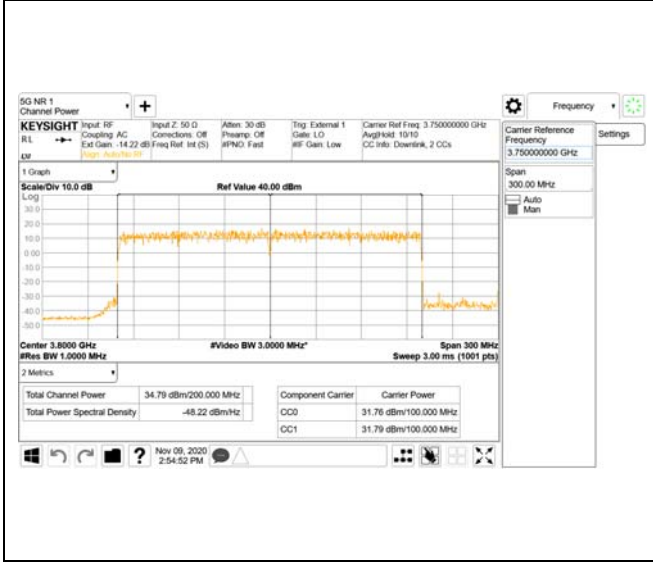 5G NR 1
Channel Power
Frequency
KEYSIGHT
RL
Input: RF
Coupling: AC
Ext Gain: -14.22 dB
Align: Auto/No RF
Input Z: 50 Ω
Corrections: Off
Freq Ref: Int (S)
Atten: 30 dB
Preamp: Off
#PNO: Fast
Trig: External 1
Gate: LO
#IF Gain: Low
Carrier Ref Freq: 3.750000000 GHz
Avg|Hold: 10/10
CC Info: Downlink, 2 CCs
Carrier Reference
Frequency
3.750000000 GHz
Settings
Span
300.00 MHz
Auto
Man
1 Graph
Scale/Div 10.0 dB
Ref Value 40.00 dBm
Log
30.0
20.0
10.0
0.00
-10.0
-20.0
-30.0
-40.0
-50.0
Center 3.8000 GHz
#Video BW 3.0000 MHz*
Span 300 MHz
#Res BW 1.0000 MHz
Sweep 3.00 ms (1001 pts)
2 Metrics
Total Channel Power 34.79 dBm/200.000 MHz
Total Power Spectral Density -48.22 dBm/Hz
Component Carrier Carrier Power
CC0 31.76 dBm/100.000 MHz
CC1 31.79 dBm/100.000 MHz
?
Nov 09, 2020
2:54:52 PM